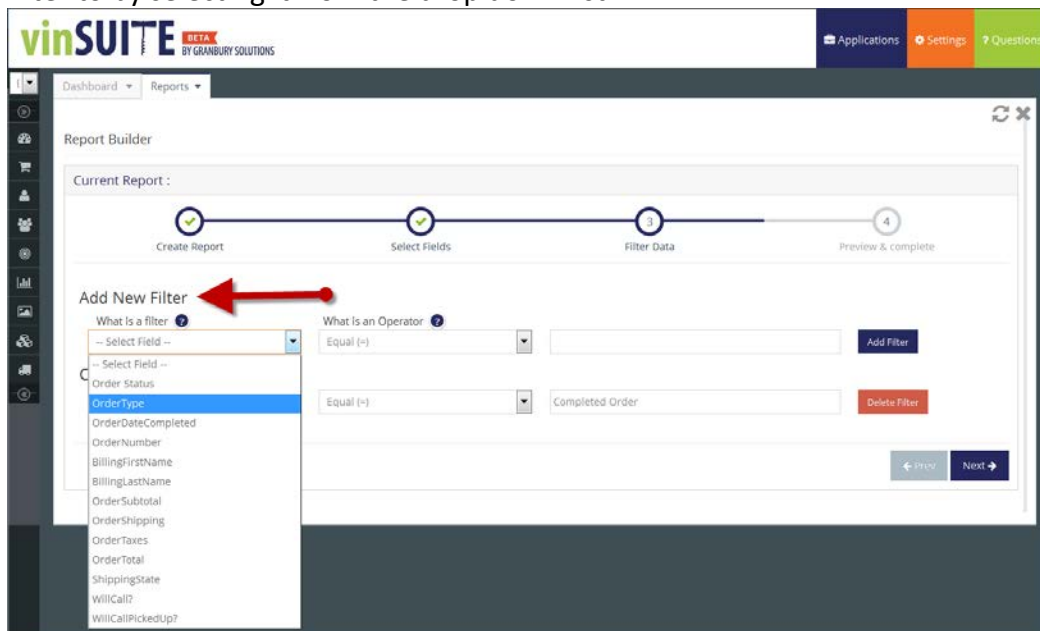 vinSUITE BETA BY GRANBURY SOLUTIONS
Applications Settings ? Questions
Dashboard Reports
Report Builder
Current Report :
3 4
Create Report Select Fields Filter Data Preview & complete
Add New Filter
What is a filter ? What is an Operator ?
-- Select Field -- Equal (=) Add Filter
-- Select Field --
Order Status
OrderType Equal (=) Completed Order Delete Filter
OrderDateCompleted
OrderNumber
BillingFirstName
BillingLastName Prev Next
OrderSubtotal
OrderShipping
OrderTaxes
OrderTotal
ShippingState
WillCall?
WillCallPickedUp?